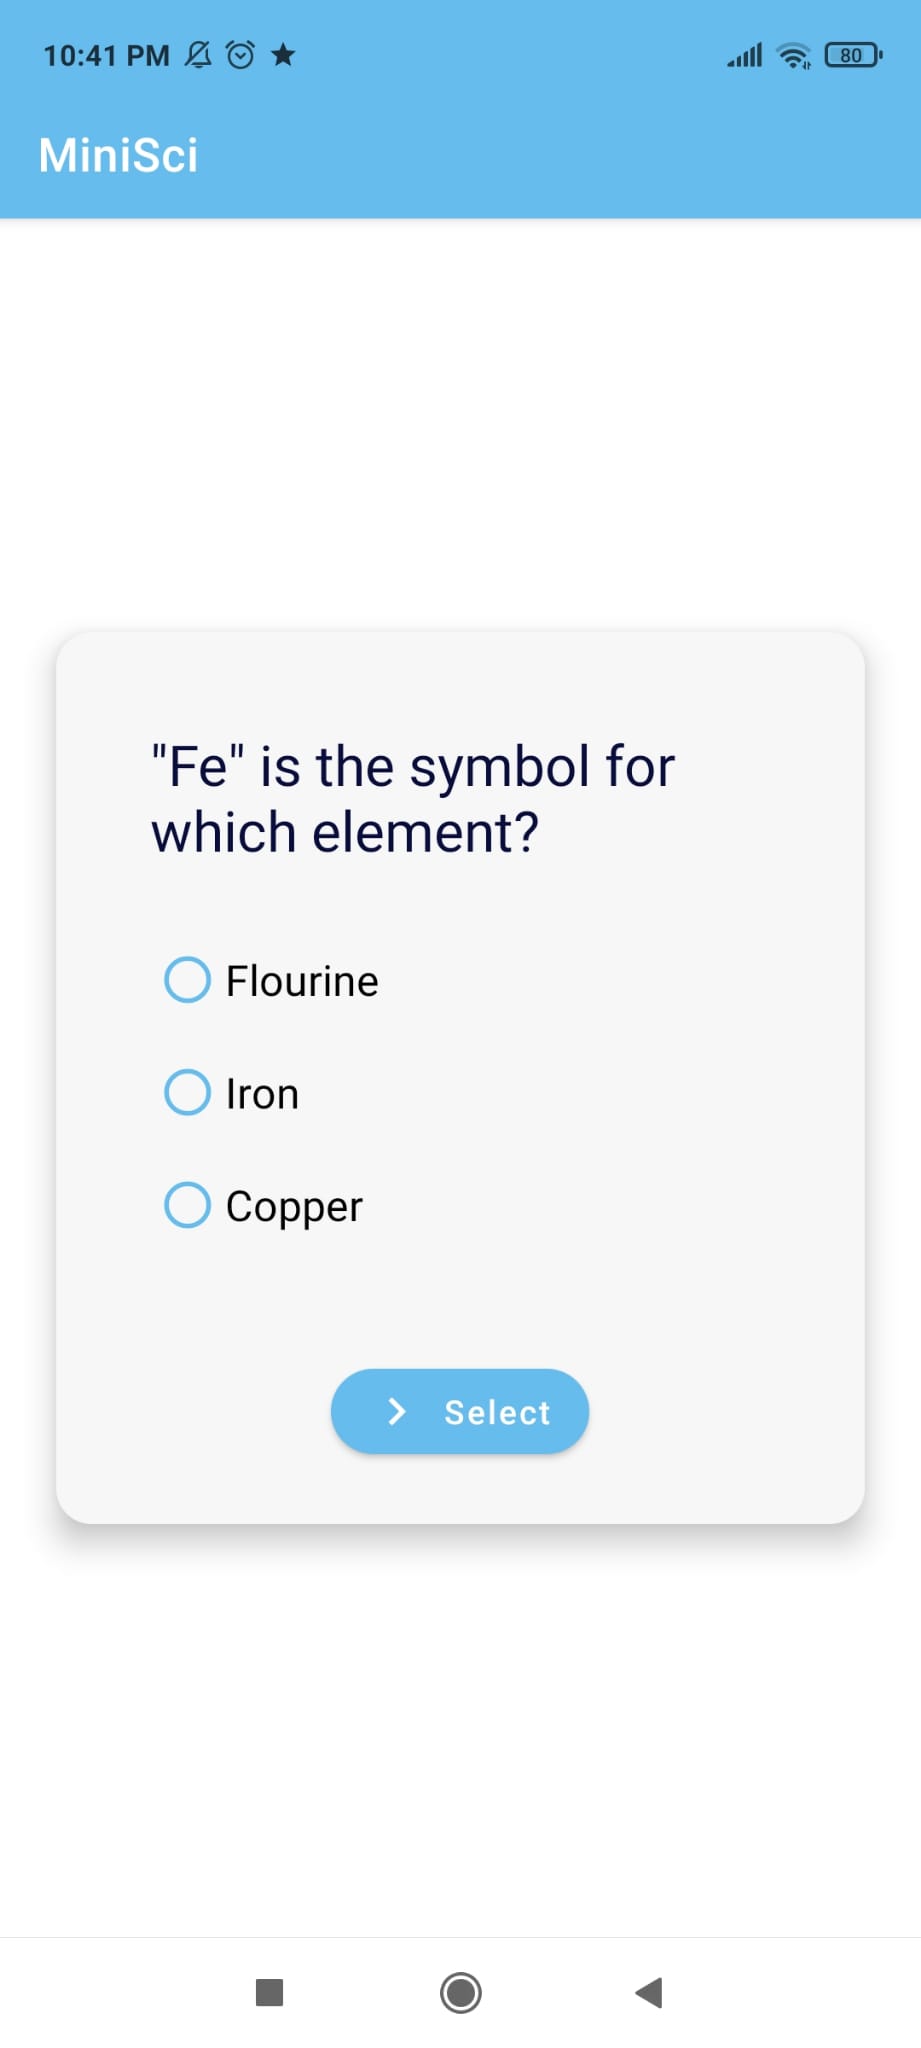 10:41 PM 80
MiniSci
"Fe" is the symbol for
which element?
Flourine
Iron
Copper
Select